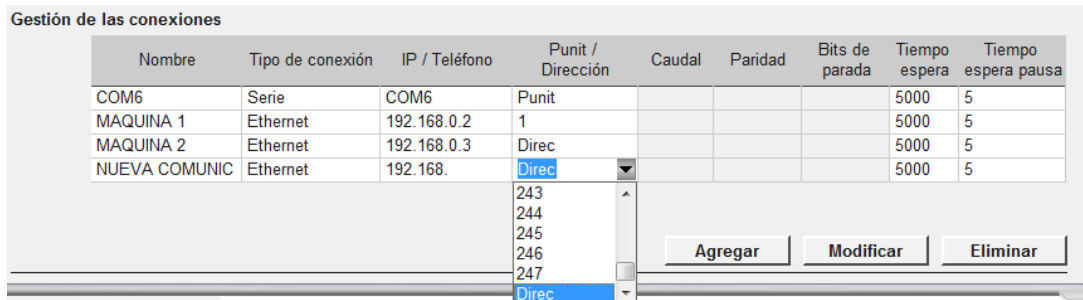 Gestión de las conexiones
Nombre Tipo de conexión IP / Teléfono Punit / Dirección Caudal Paridad Bits de parada Tiempo espera Tiempo espera pausa
COM6 Serie COM6 Punit 5000 5
MAQUINA 1 Ethernet 192.168.0.2 1 5000 5
MAQUINA 2 Ethernet 192.168.0.3 Direc 5000 5
NUEVA COMUNIC Ethernet 192.168. Direc 5000 5
243
244
245
246
247
Direc
Agregar Modificar Eliminar